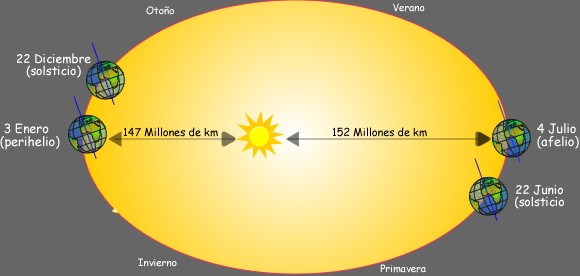 Otoño
Verano
22 Diciembre
(solsticio)
3 Enero
(perihelio)
147 Millones de km
152 Millones de km
4 Julio
(afelio)
22 Junio
(solsticio
Invierno
Primavera